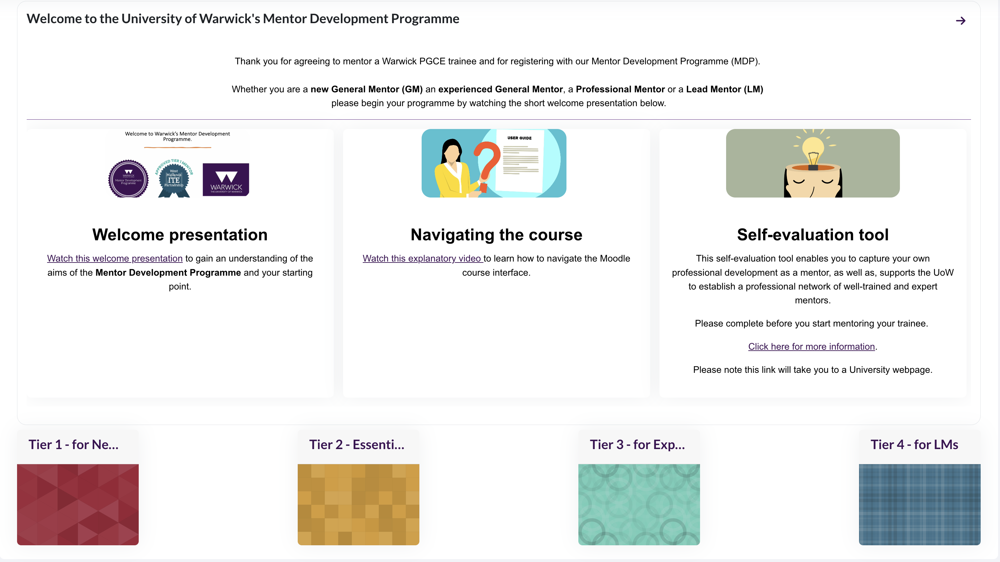 Welcome to the University of Warwick's Mentor Development Programme
Thank you for agreeing to mentor a Warwick PGCE trainee and for registering with our Mentor Development Programme (MDP).
Whether you are a new General Mentor (GM) an experienced General Mentor, a Professional Mentor or a Lead Mentor (LM)
please begin your programme by watching the short welcome presentation below.
Welcome to Warwick's Mentor Development
Programme.
WARWICK
Mentor Development
Programme
APPROVED TIER 1 MENTOR
West
Midlands
ITE
Partnership
WARWICK
THE UNIVERSITY OF WARWICK
USER GUIDE
Welcome presentation
Watch this welcome presentation to gain an understanding of the
aims of the Mentor Development Programme and your starting
point.
Navigating the course
Watch this explanatory video to learn how to navigate the Moodle
course interface.
Self-evaluation tool
This self-evaluation tool enables you to capture your own
professional development as a mentor, as well as, supports the UoW
to establish a professional network of well-trained and expert
mentors.
Please complete before you start mentoring your trainee.
Click here for more information.
Please note this link will take you to a University webpage.
Tier 1 - for Ne...
Tier 2 - Essenti...
Tier 3 - for Exp...
Tier 4 - for LMs